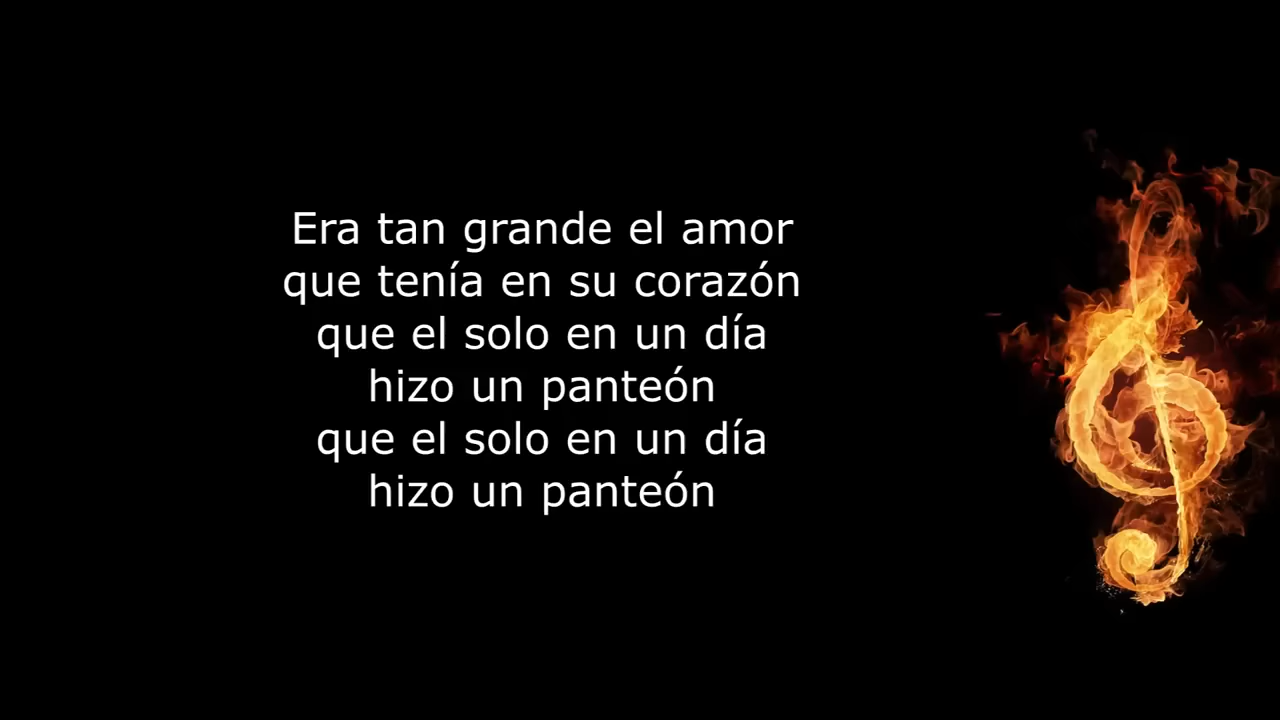 Era tan grande el amor
que tenía en su corazón
que el solo en un día
hizo un panteón
que el solo en un día
hizo un panteón